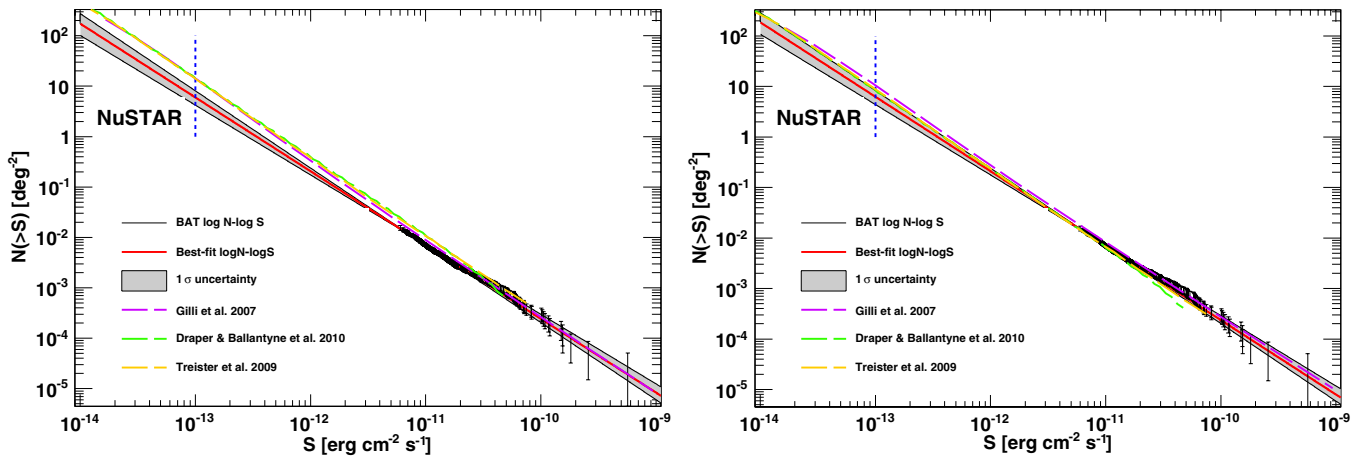 N(>S) [deg⁻²]
10²
10
1
10⁻¹
10⁻²
10⁻³
10⁻⁴
10⁻⁵
NuSTAR
BAT log N-log S
Best-fit logN-logS
1 σ uncertainty
Gilli et al. 2007
Draper & Ballantyne et al. 2010
Treister et al. 2009
10⁻¹⁴ 10⁻¹³ 10⁻¹² 10⁻¹¹ 10⁻¹⁰ 10⁻⁹
S [erg cm⁻² s⁻¹]
N(>S) [deg⁻²]
10²
10
1
10⁻¹
10⁻²
10⁻³
10⁻⁴
10⁻⁵
NuSTAR
BAT log N-log S
Best-fit logN-logS
1 σ uncertainty
Gilli et al. 2007
Draper & Ballantyne et al. 2010
Treister et al. 2009
10⁻¹⁴ 10⁻¹³ 10⁻¹² 10⁻¹¹ 10⁻¹⁰ 10⁻⁹
S [erg cm⁻² s⁻¹]